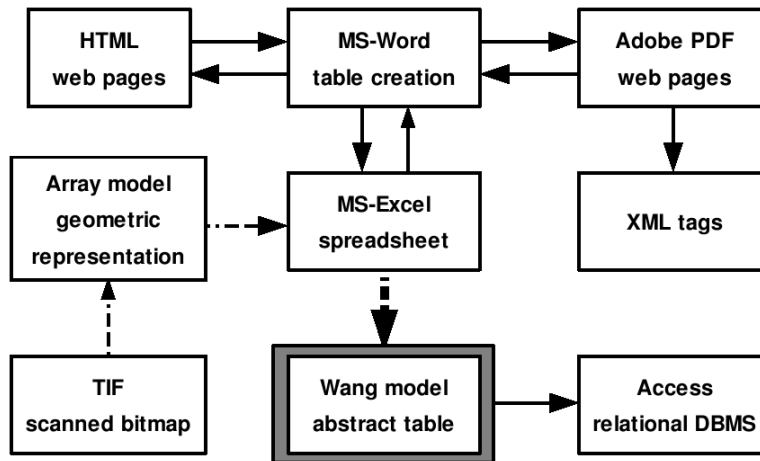 HTML
web pages
MS-Word
table creation
Adobe PDF
web pages
Array model
geometric
representation
MS-Excel
spreadsheet
XML tags
TIF
scanned bitmap
Wang model
abstract table
Access
relational DBMS